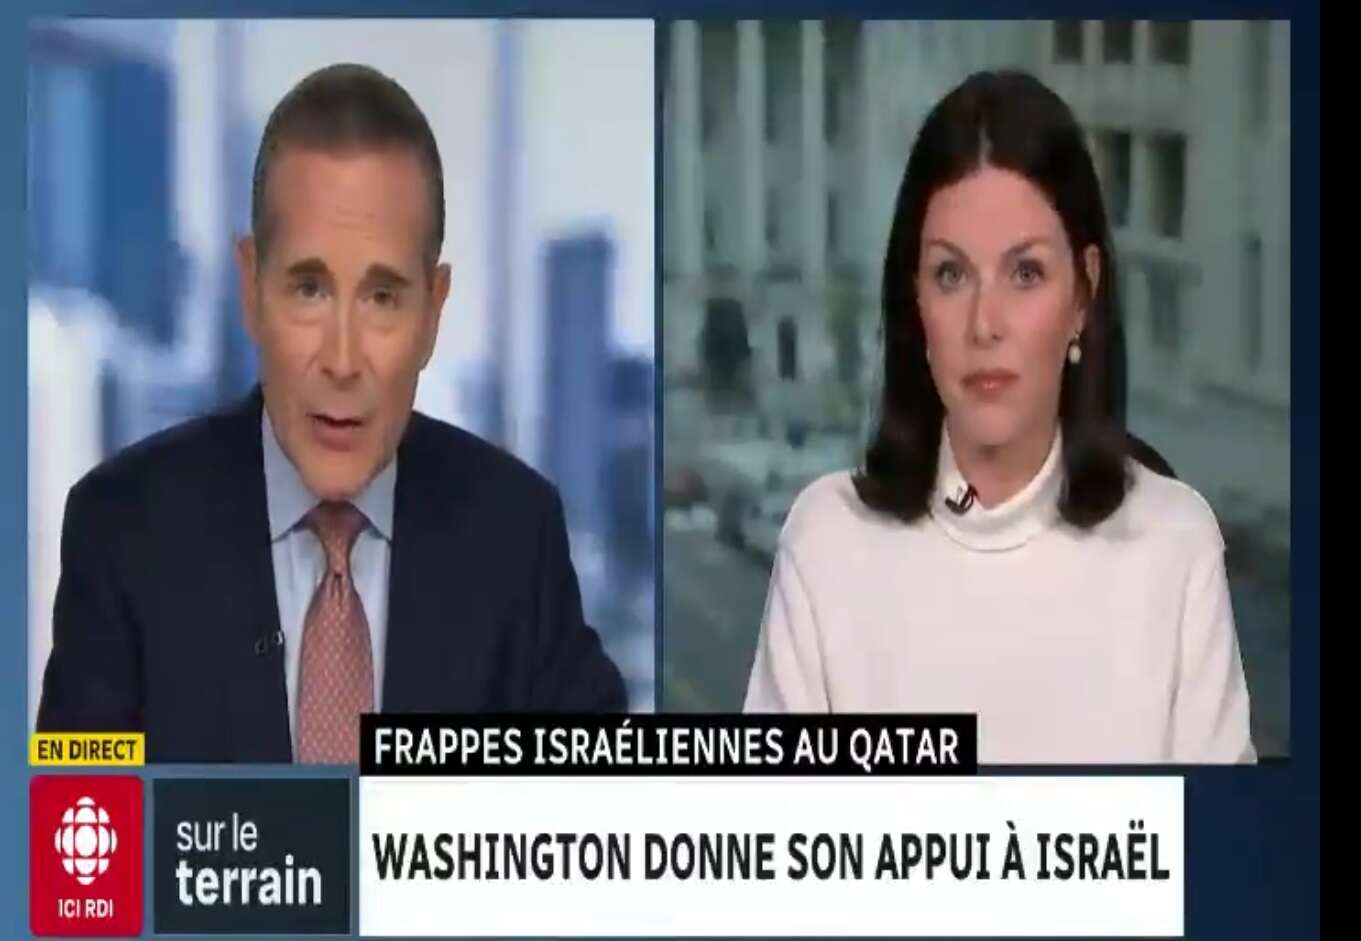 FRAPPES ISRAÉLIENNES AU QATAR
EN DIRECT
WASHINGTON DONNE SON APPUI À ISRAËL
sur le
terrain
ICI RDI